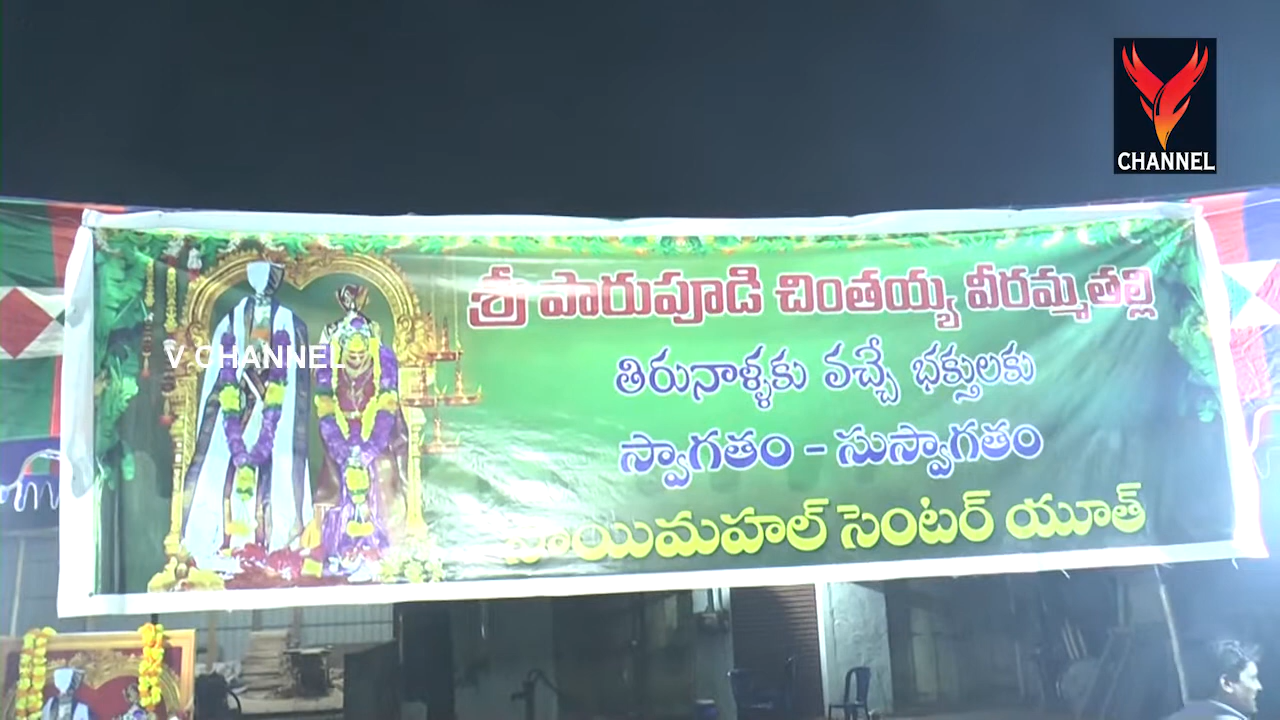 CHANNEL
శ్రీ పారుపూడి చింతయ్య వీరమ్మతల్లి
V CHANNEL
తిరునాళ్ళకు వచ్చే భక్తులకు
స్వాగతం - సుస్వాగతం
సాయిమహల్ సెంటర్ యూత్